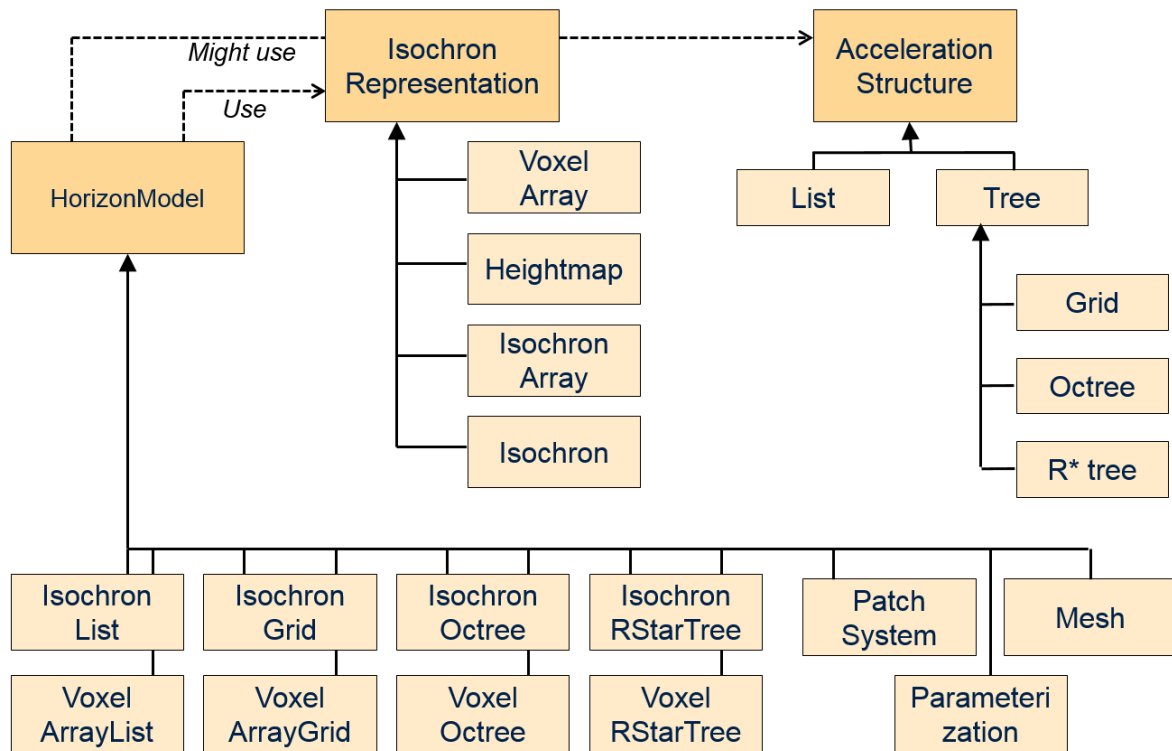 Might use
Isochron
Representation
Acceleration
Structure
Use
HorizonModel
Voxel
Array
List
Tree
Heightmap
Grid
Isochron
Array
Octree
Isochron
R* tree
Isochron
List
Isochron
Grid
Isochron
Octree
Isochron
RStarTree
Patch
System
Mesh
Voxel
ArrayList
Voxel
ArrayGrid
Voxel
Octree
Voxel
RStarTree
Parameteri
zation